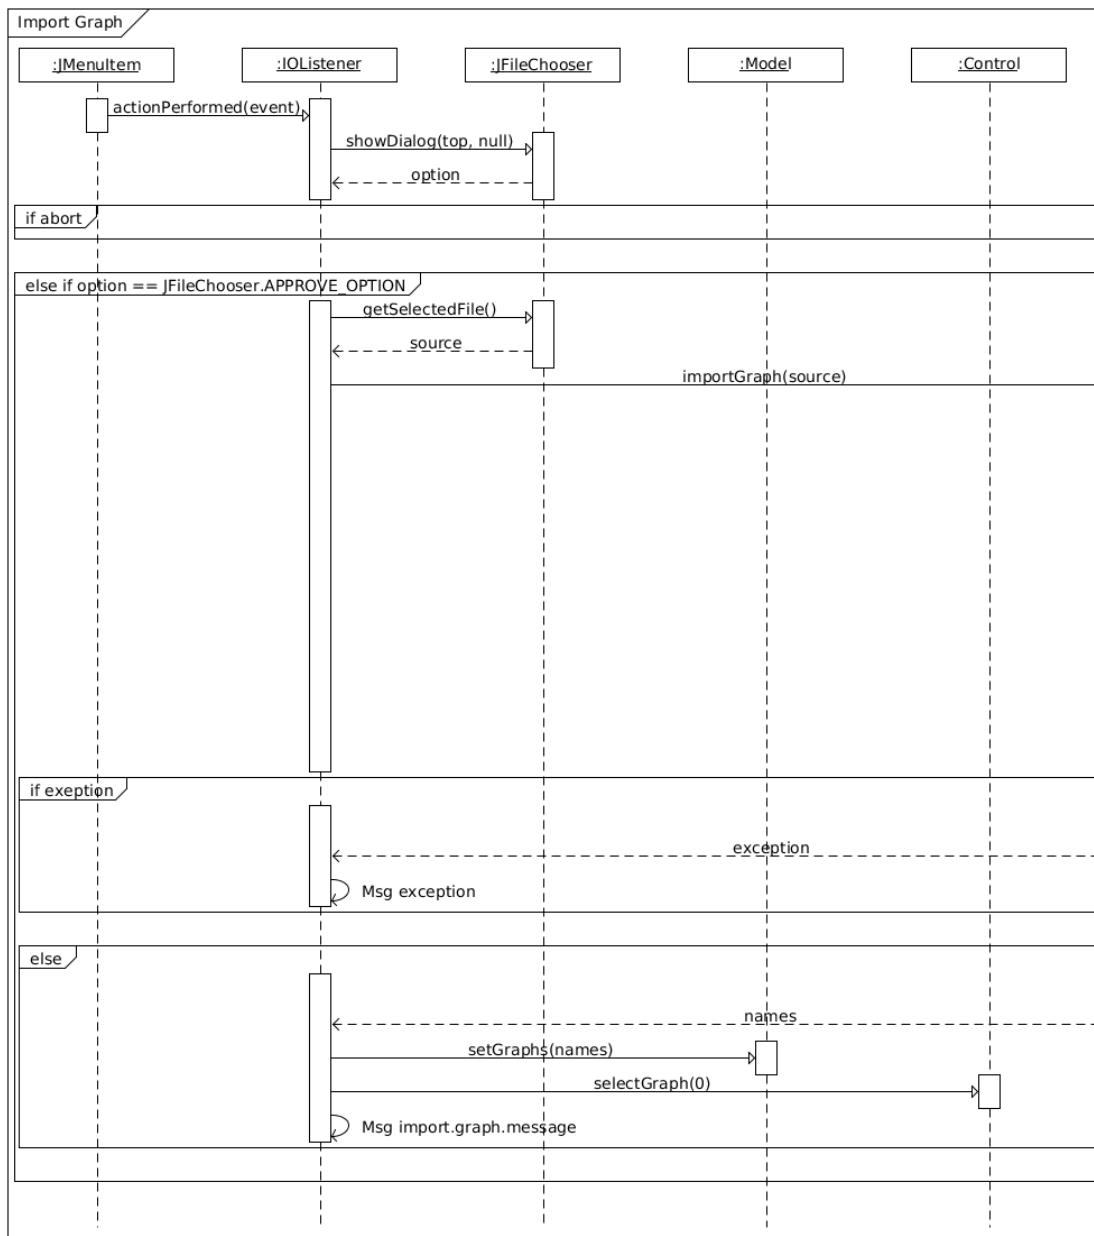 Import Graph
:JMenuItem
:IOListener
:JFileChooser
:Model
:Control
actionPerformed(event)
showDialog(top, null)
option
if abort
else if option == JFileChooser.APPROVE_OPTION
getSelectedFile()
source
importGraph(source)
if exeption
exception
Msg exception
else
names
setGraphs(names)
selectGraph(0)
Msg import.graph.message